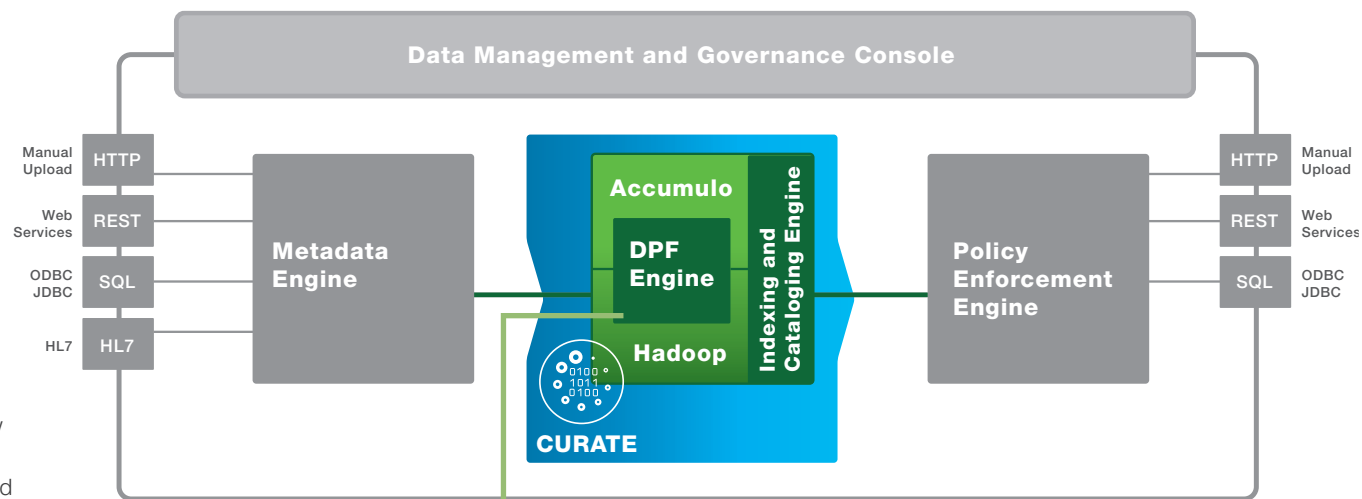 Data Management and Governance Console
Manual
Upload
HTTP
Web
Services
REST
ODBC
JDBC
SQL
HL7
HL7
Metadata
Engine
Accumulo
DPF
Engine
Hadoop
Indexing and
Cataloging Engine
0100
1011
0100
CURATE
Policy
Enforcement
Engine
HTTP
Manual
Upload
REST
Web
Services
SQL
ODBC
JDBC